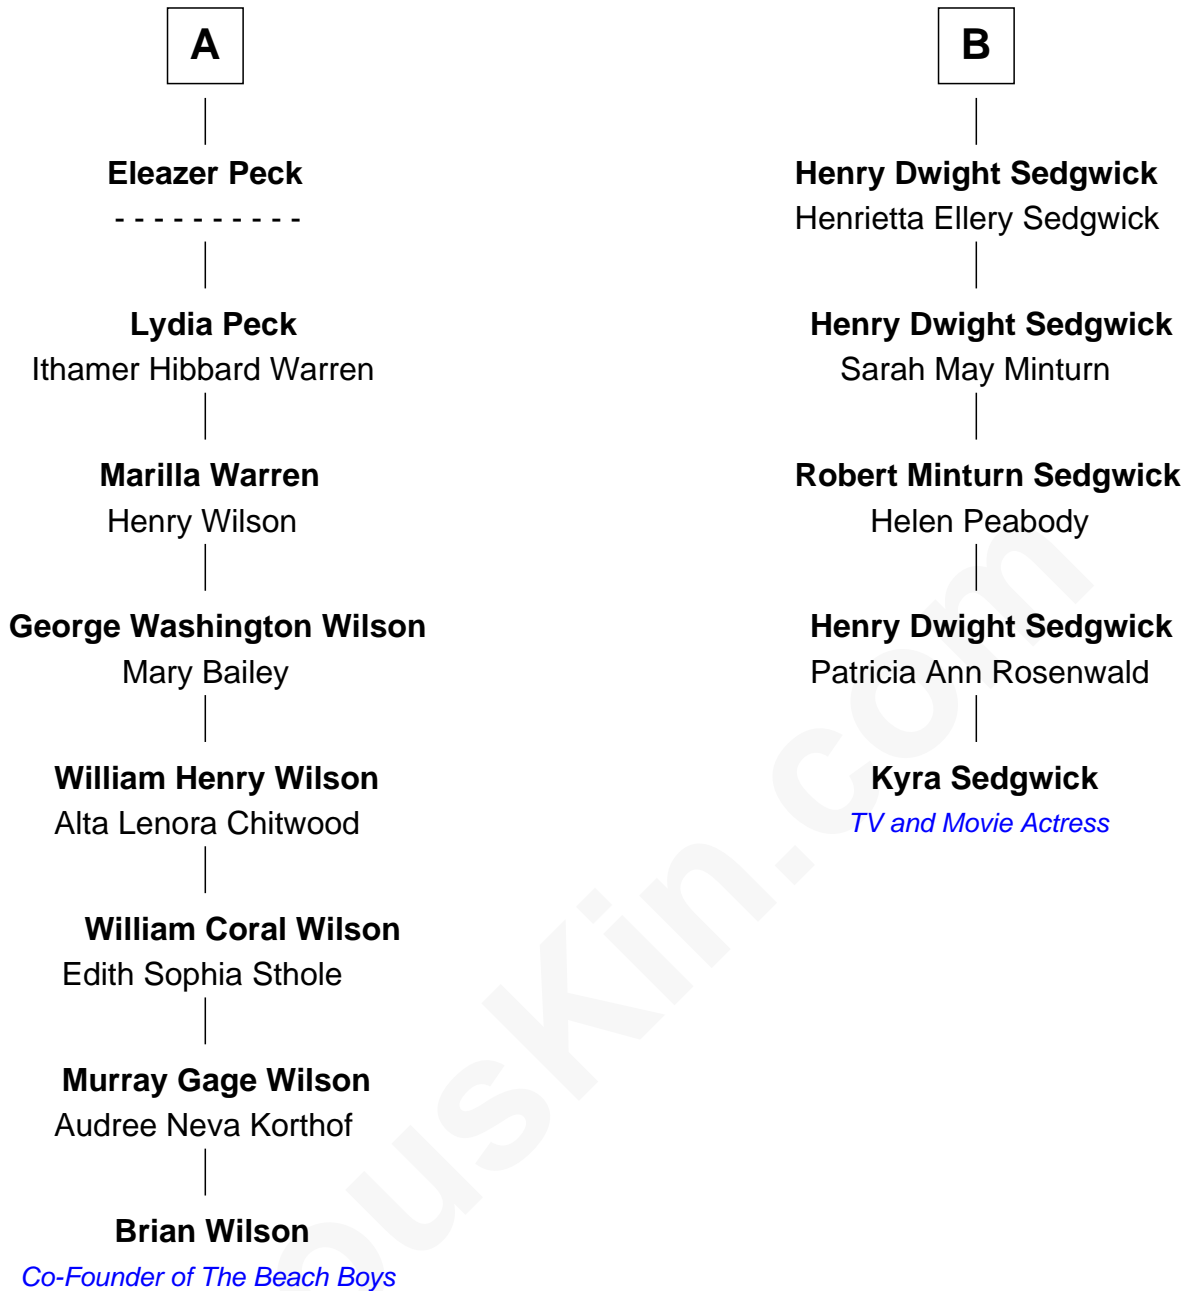 A
Eleazer Peck
- - - - - - - - - -
Lydia Peck
Ithamer Hibbard Warren
Marilla Warren
Henry Wilson
George Washington Wilson
Mary Bailey
William Henry Wilson
Alta Lenora Chitwood
William Coral Wilson
Edith Sophia Sthole
Murray Gage Wilson
Audree Neva Korthof
Brian Wilson
Co-Founder of The Beach Boys
B
Henry Dwight Sedgwick
Henrietta Ellery Sedgwick
Henry Dwight Sedgwick
Sarah May Minturn
Robert Minturn Sedgwick
Helen Peabody
Henry Dwight Sedgwick
Patricia Ann Rosenwald
Kyra Sedgwick
TV and Movie Actress
ousKin.com